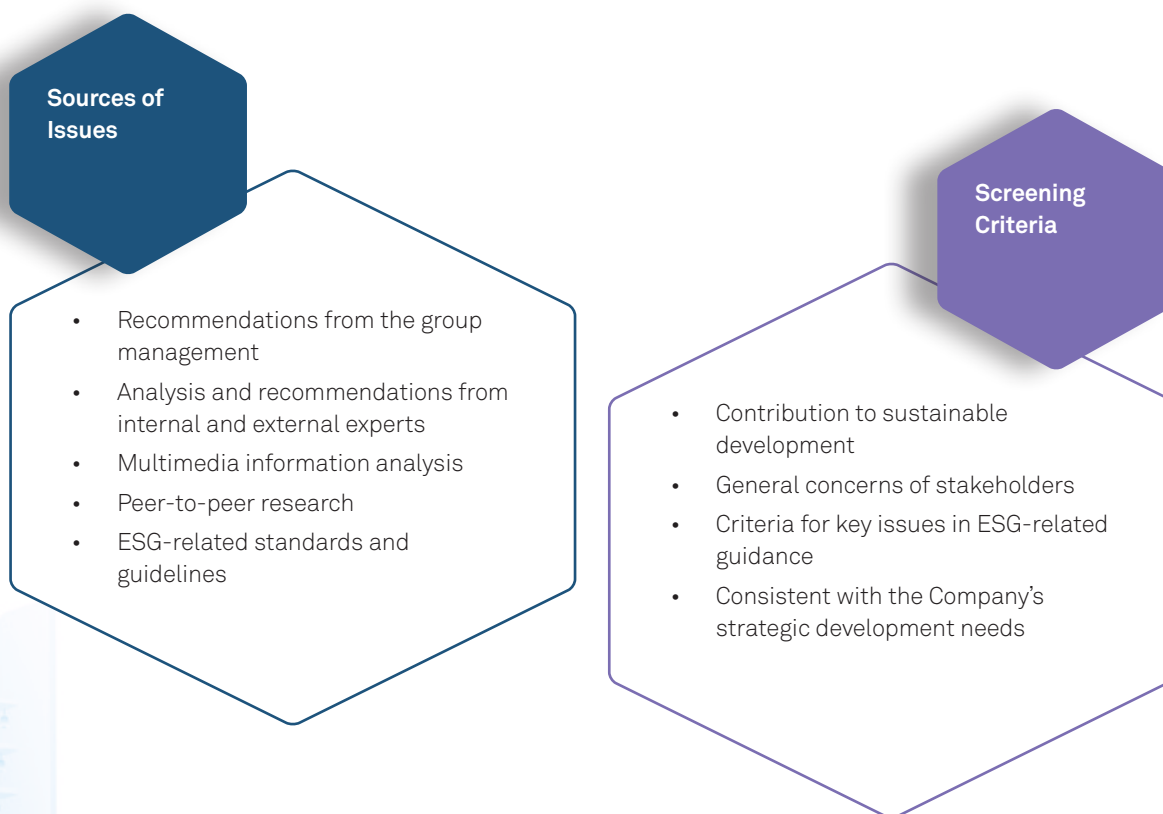 Sources of
Issues
• Recommendations from the group
management
• Analysis and recommendations from
internal and external experts
• Multimedia information analysis
• Peer-to-peer research
• ESG-related standards and
guidelines
Screening
Criteria
• Contribution to sustainable
development
• General concerns of stakeholders
• Criteria for key issues in ESG-related
guidance
• Consistent with the Company's
strategic development needs